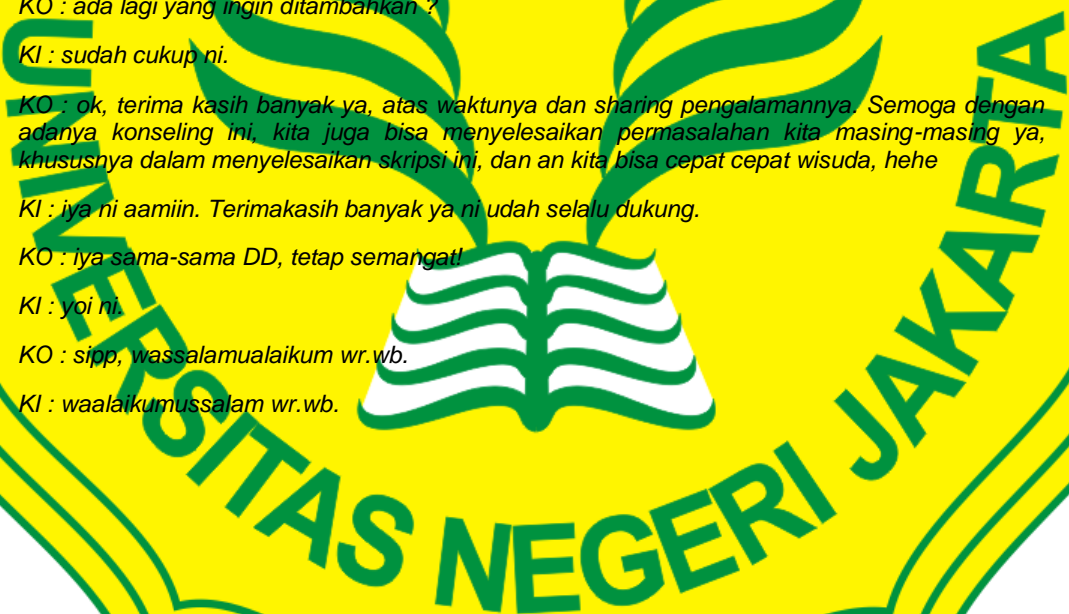 KO : ada lagi yang ingin ditambahkan ?
KI : sudah cukup ni.
KO : ok, terima kasih banyak ya, atas waktunya dan sharing pengalamannya. Semoga dengan
adanya konseling ini, kita juga bisa menyelesaikan permasalahan kita masing-masing ya,
khususnya dalam menyelesaikan skripsi ini, dan an kita bisa cepat cepat wisuda, hehe
KI : iya ni aamiin. Terimakasih banyak ya ni udah selalu dukung.
KO : iya sama-sama DD, tetap semangat!
KI : yoi ni.
KO : sipp, wassalamualaikum wr.wb.
KI : waalaikumussalam wr.wb.
UNIVERSITAS NEGERI JAKARTA